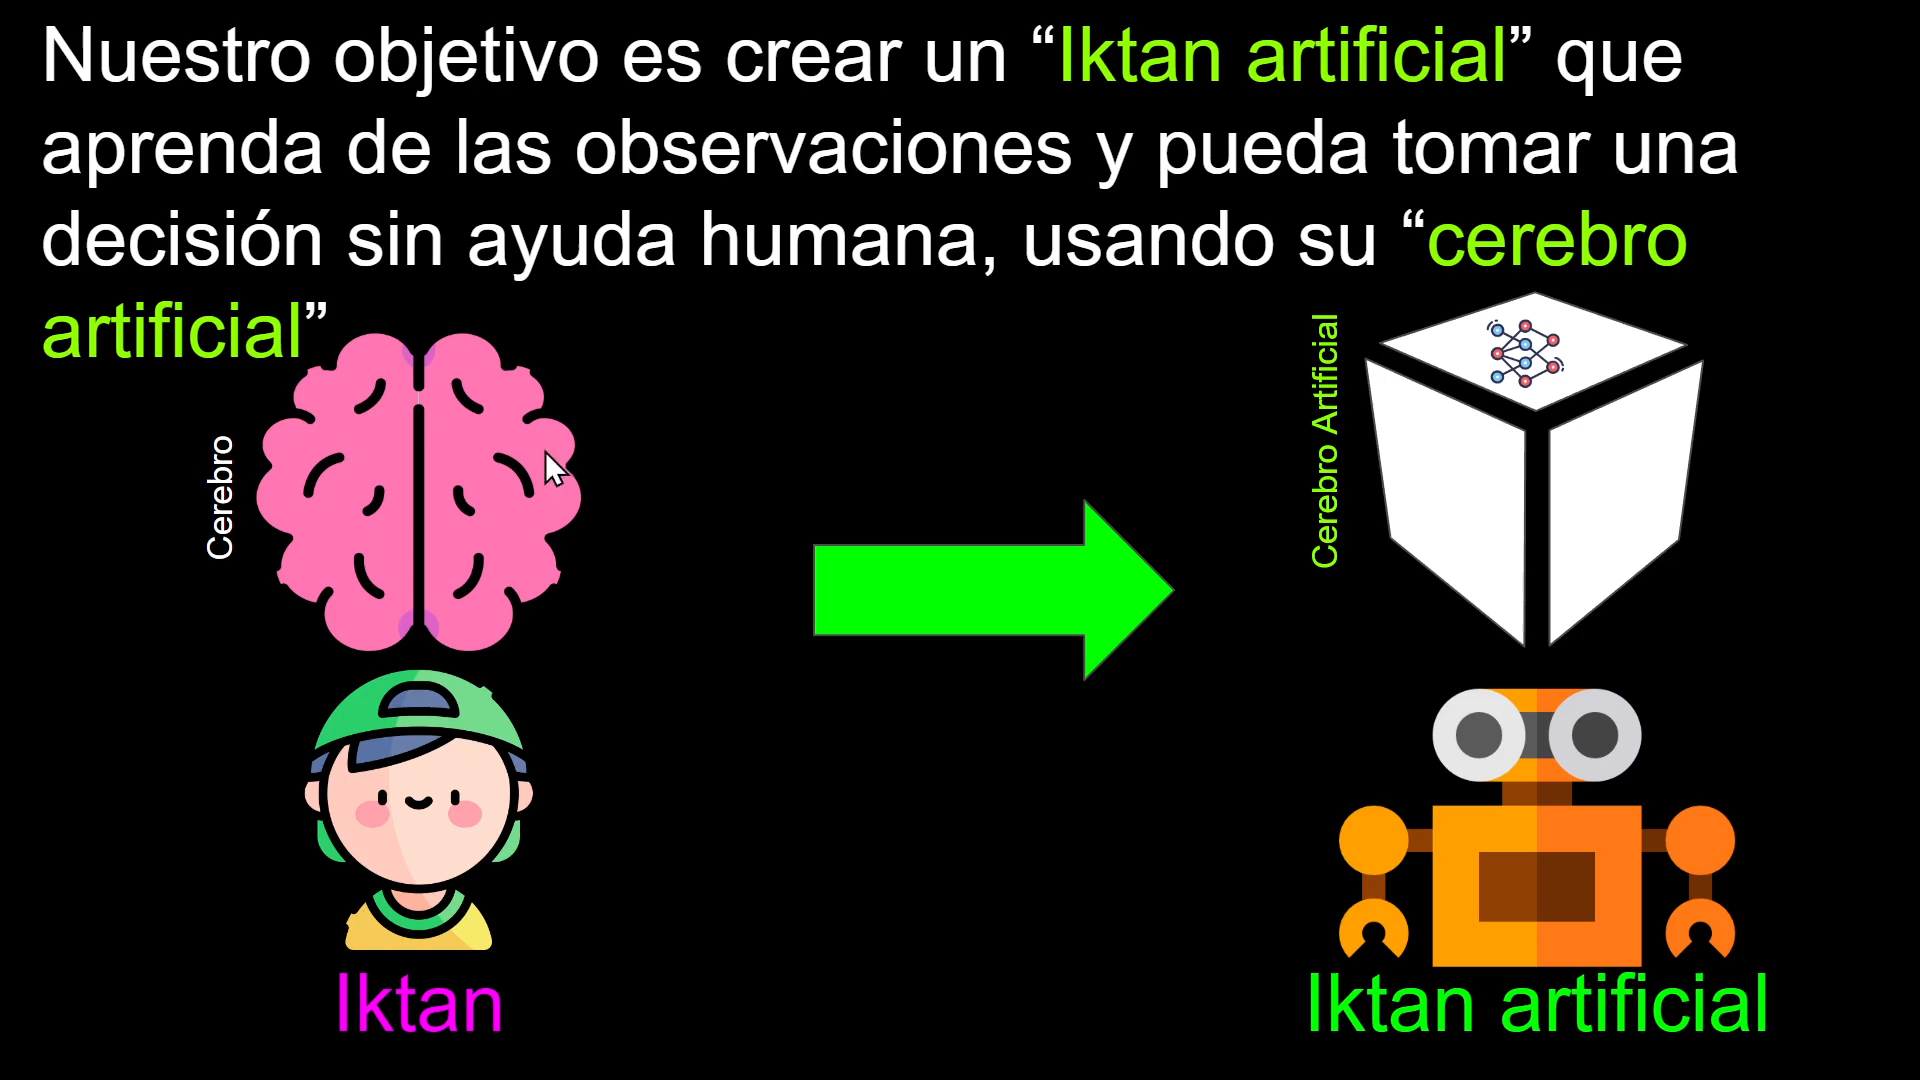 Nuestro objetivo es crear un “Iktan artificial” que
aprenda de las observaciones y pueda tomar una
decisión sin ayuda humana, usando su “cerebro
artificial”
Cerebro
Cerebro Artificial
Iktan
Iktan artificial